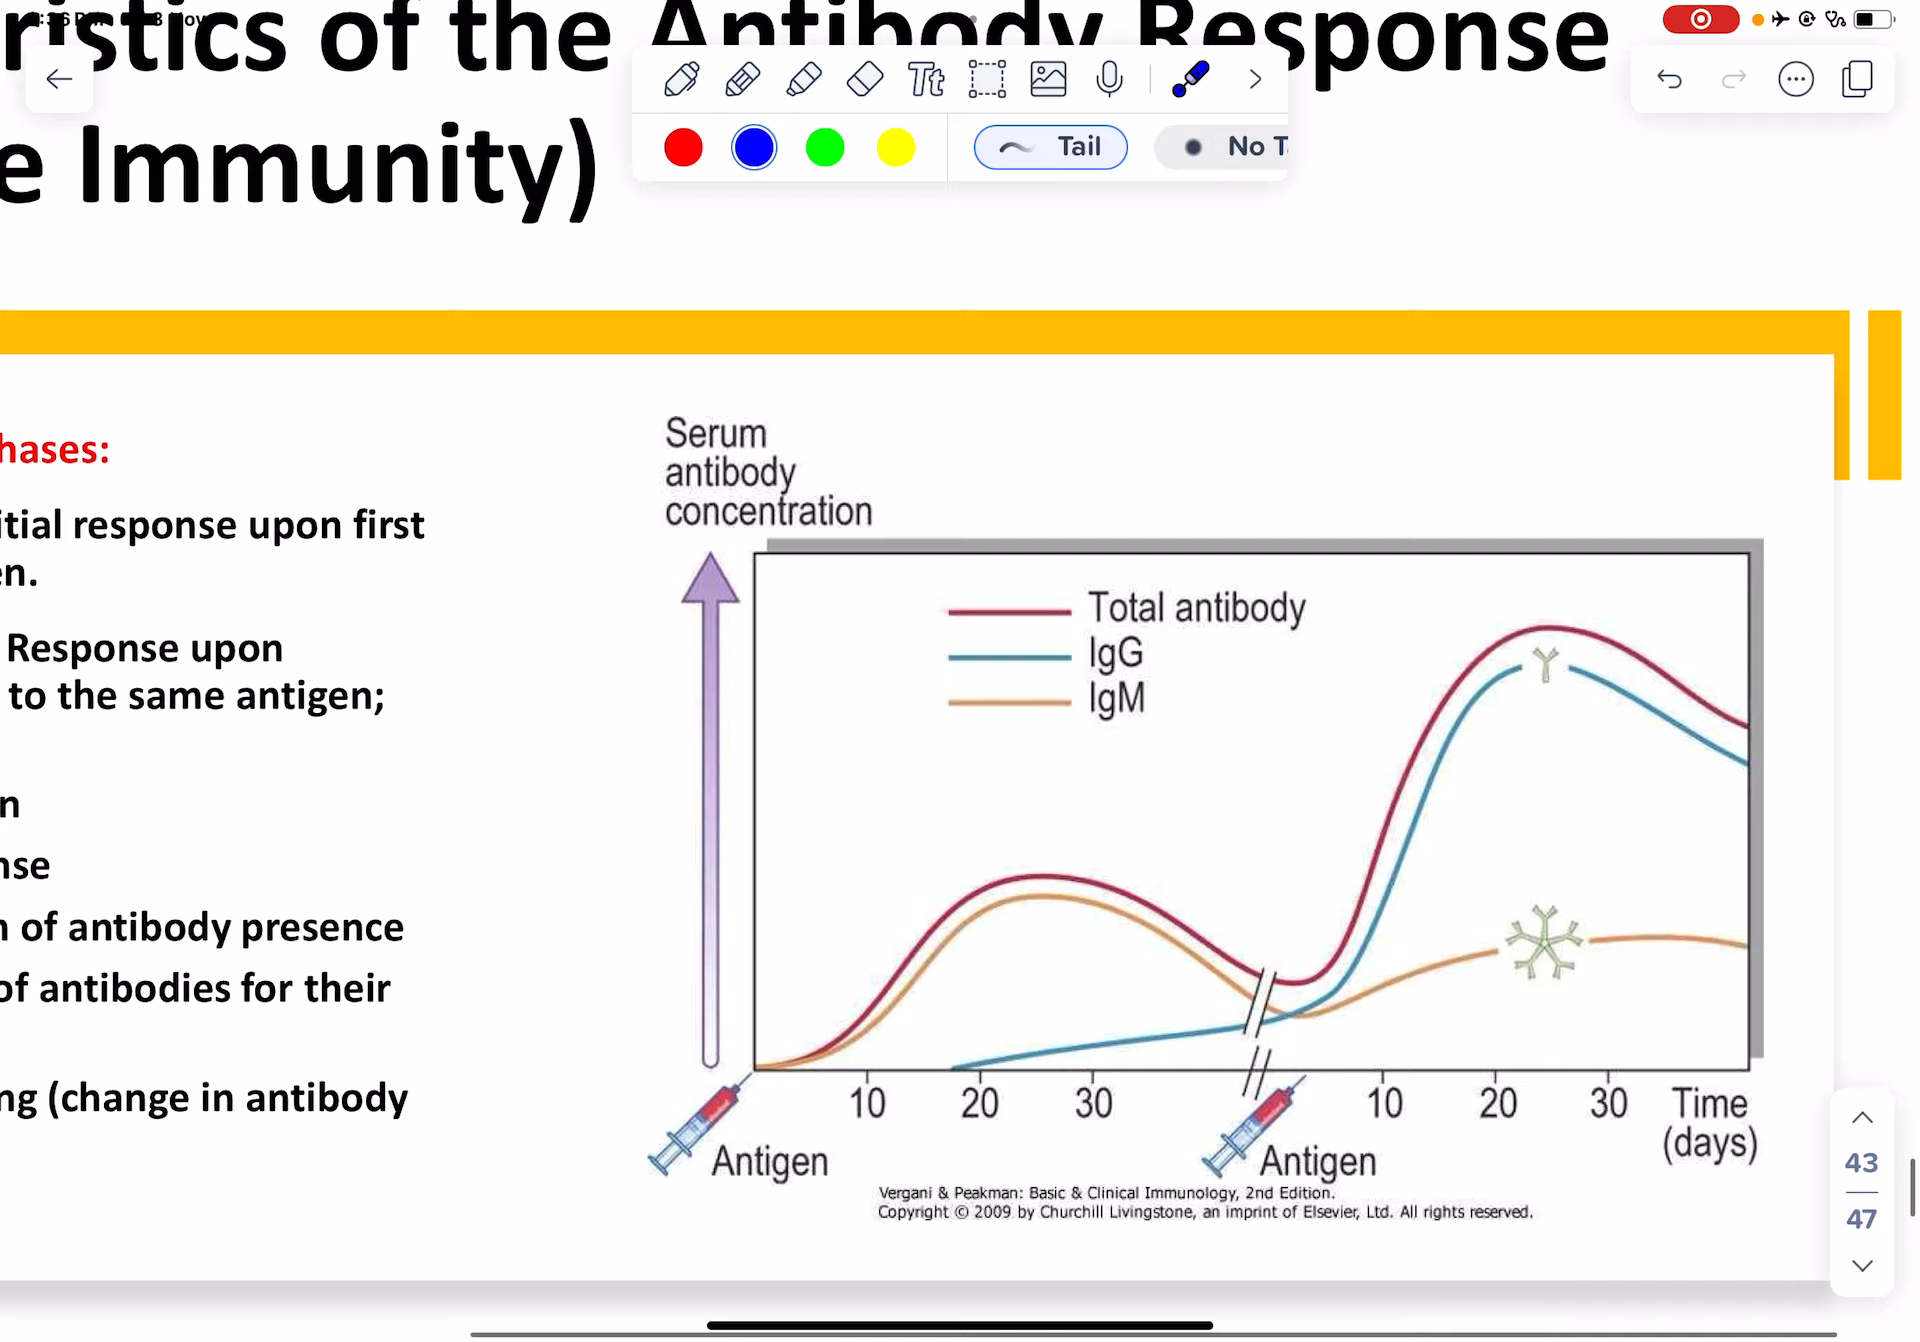 ristics of the Antibody Response
e Immunity)
Tt
Tail
No T
hases:
itial response upon first
en.
Response upon
to the same antigen;
n
nse
n of antibody presence
of antibodies for their
ng (change in antibody
Serum
antibody
concentration
Total antibody
IgG
IgM
10 20 30 10 20 30 Time
(days)
Antigen Antigen
Vergani & Peakman: Basic & Clinical Immunology, 2nd Edition.
Copyright © 2009 by Churchill Livingstone, an imprint of Elsevier, Ltd. All rights reserved.
43
47